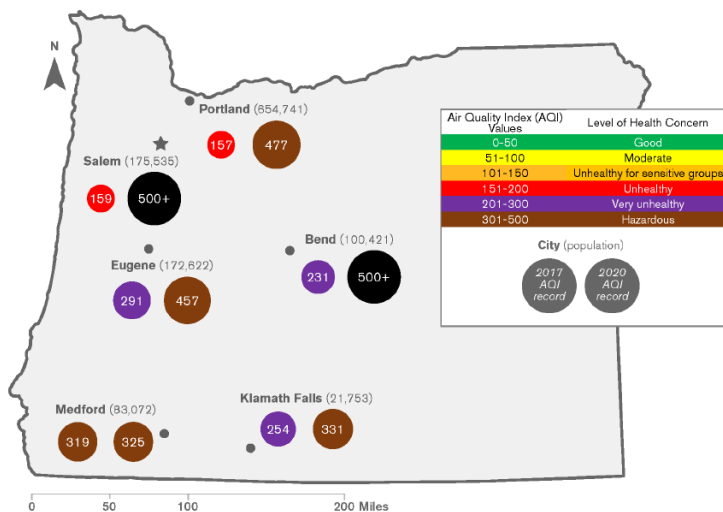 N
Portland (654,741)
157
477
Salem (175,535)
159
500+
Bend (100,421)
231
500+
Eugene (172,622)
291
457
Klamath Falls (21,753)
254
331
Medford (83,072)
319
325
Air Quality Index (AQI) Values
Level of Health Concern
0-50 Good
51-100 Moderate
101-150 Unhealthy for sensitive groups
151-200 Unhealthy
201-300 Very unhealthy
301-500 Hazardous
City (population)
2017
AQI
record
2020
AQI
record
0 50 100 200 Miles